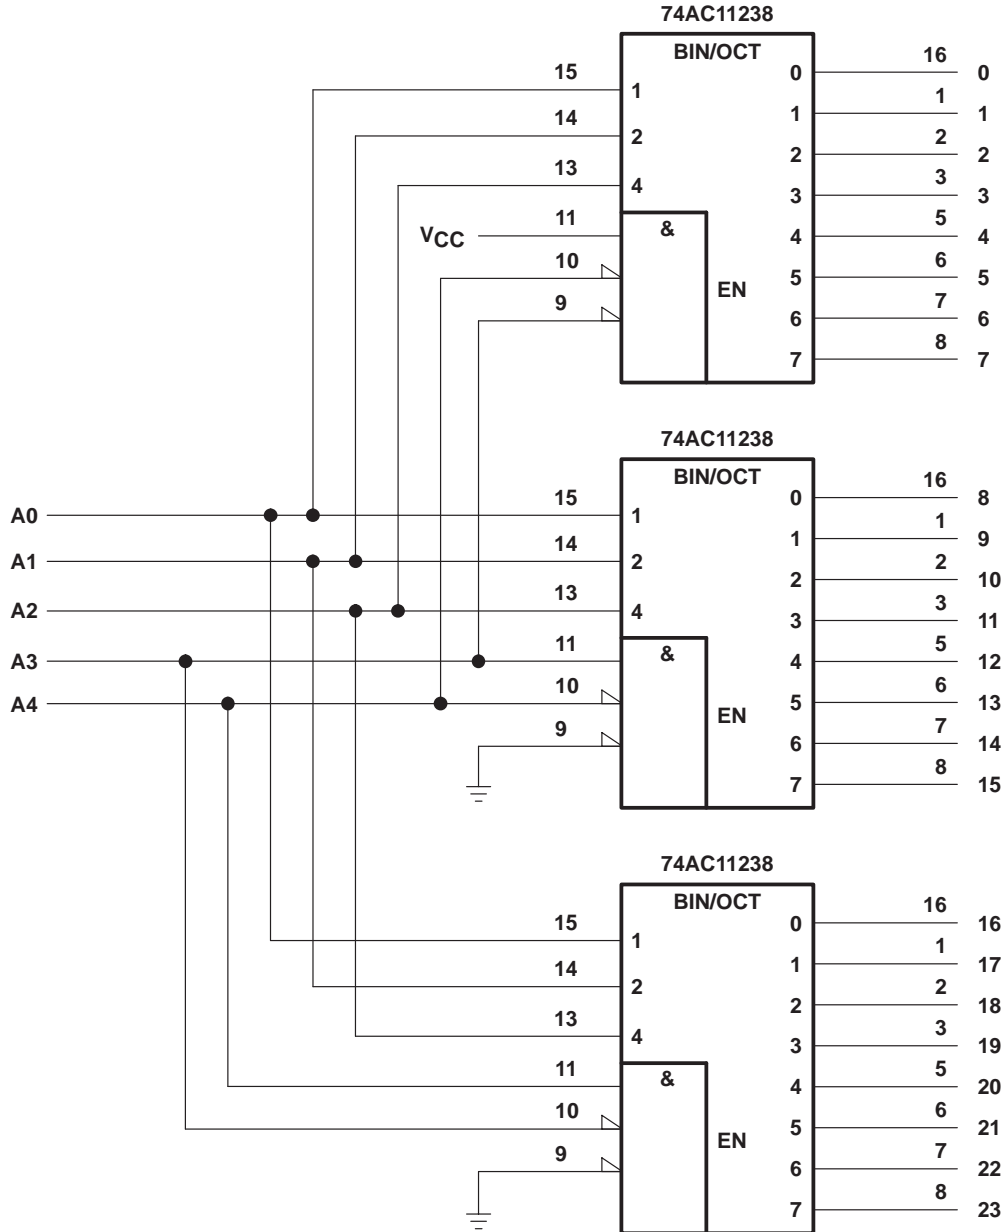 74AC11238
BIN/OCT
15 1 0 16 0
14 2 1 1 1
13 4 2 2 2
3 3 3
VCC 11 & 4 5 4
10 EN 5 6 5
9 6 7 6
7 8 7
74AC11238
BIN/OCT
A0 15 1 0 16 8
A1 14 2 1 1 9
A2 13 4 2 2 10
3 3 11
A3 11 & 4 5 12
A4 10 EN 5 6 13
9 6 7 14
7 8 15
74AC11238
BIN/OCT
15 1 0 16 16
14 2 1 1 17
13 4 2 2 18
3 3 19
11 & 4 5 20
10 EN 5 6 21
9 6 7 22
7 8 23